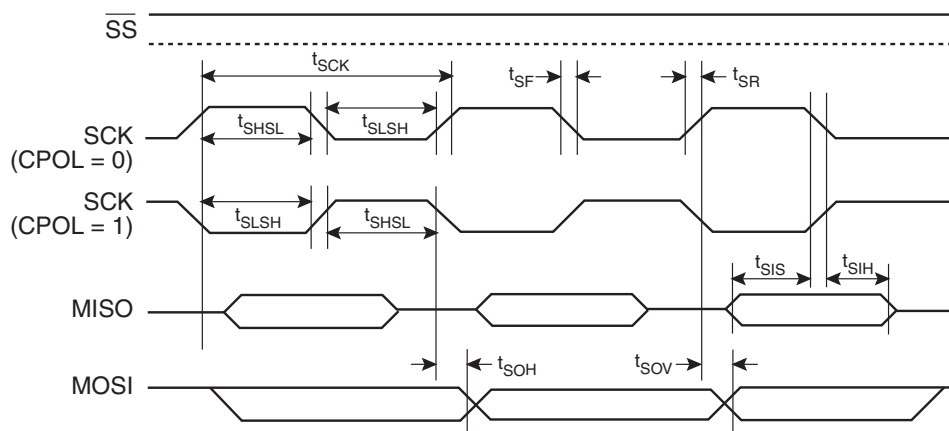 SS
tSCK
tSF
tSR
tSHSL
tSLSH
SCK
(CPOL = 0)
SCK
(CPOL = 1)
tSLSH
tSHSL
tSIS
tSIH
MISO
tSOH
tSOV
MOSI